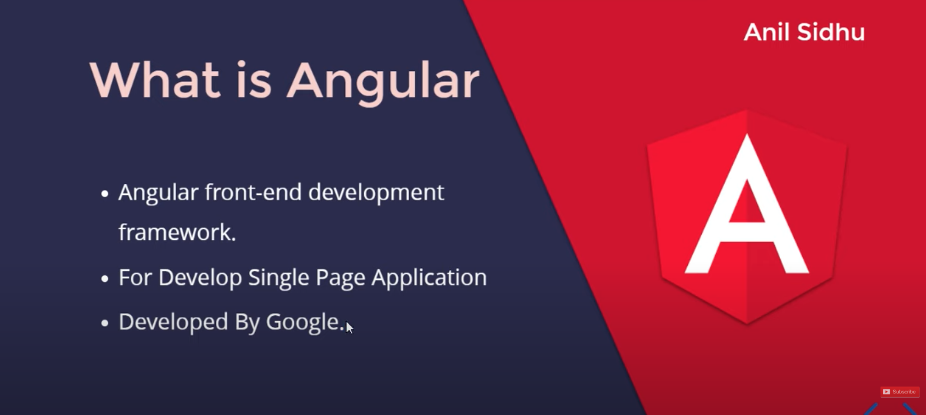 Anil Sidhu
What is Angular
• Angular front-end development
framework.
• For Develop Single Page Application
• Developed By Google.
A
Subscribe